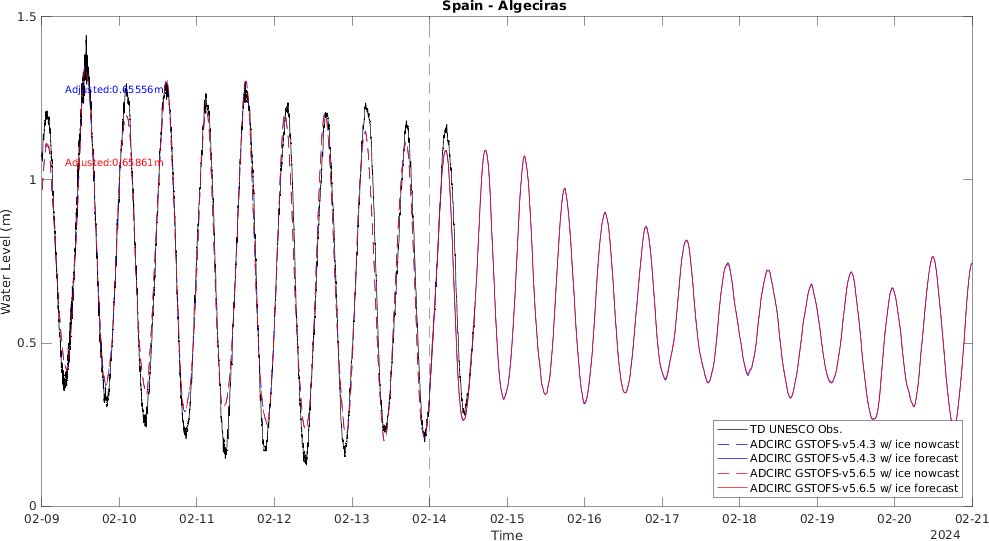 Spain - Algeciras
1.5
1
0.5
0
Water Level (m)
Adjusted:0.65556m
Adjusted:0.65861m
TD UNESCO Obs.
ADCIRC GSTOFS-v5.4.3 w/ ice nowcast
ADCIRC GSTOFS-v5.4.3 w/ ice forecast
ADCIRC GSTOFS-v5.6.5 w/ ice nowcast
ADCIRC GSTOFS-v5.6.5 w/ ice forecast
02-09 02-10 02-11 02-12 02-13 02-14 02-15 02-16 02-17 02-18 02-19 02-20 02-21
Time
2024